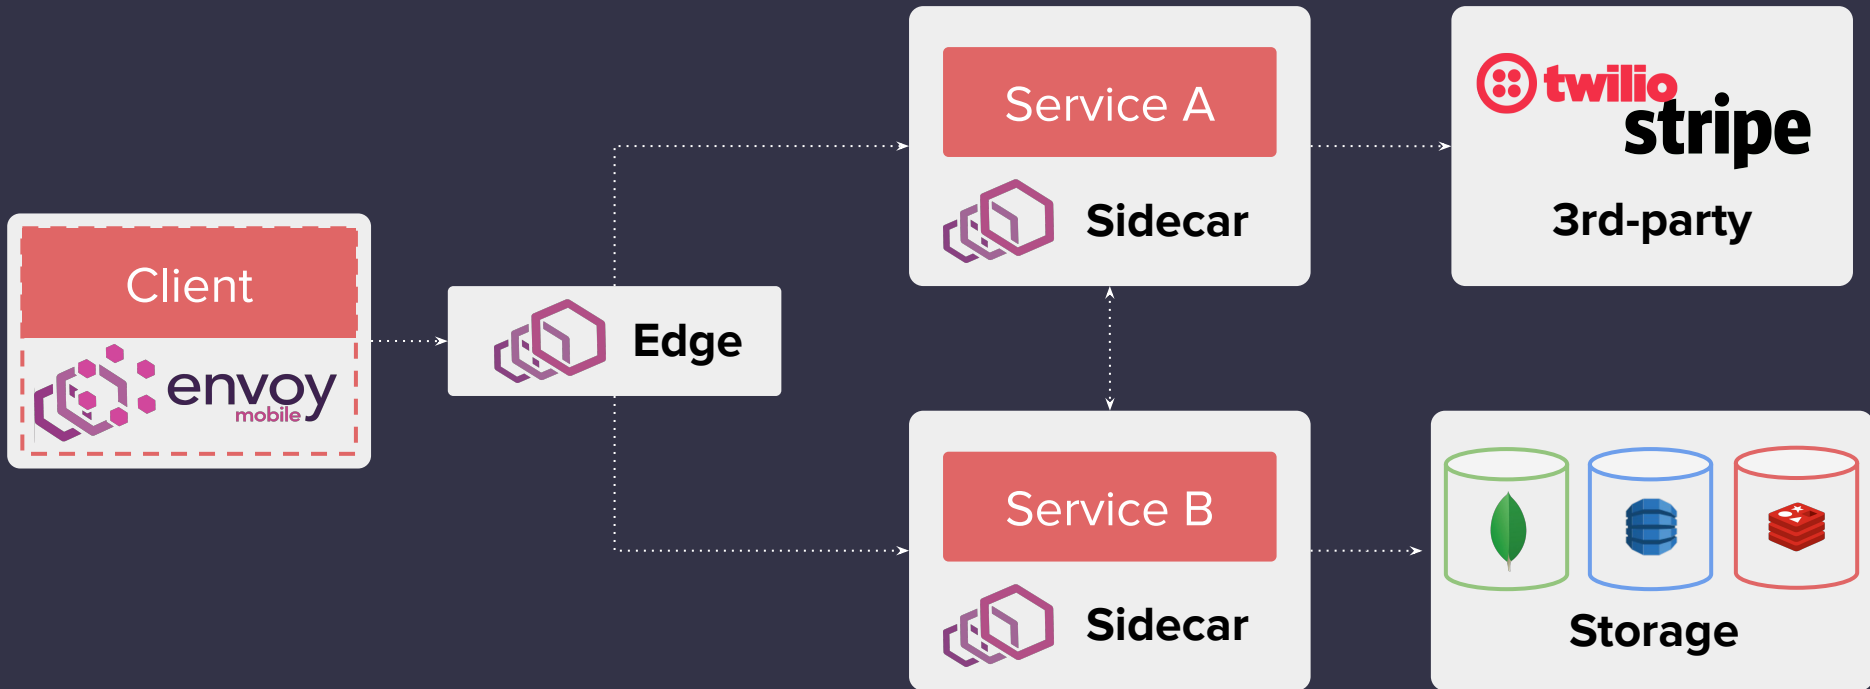 Client
envoy
mobile
Edge
Service A
Sidecar
twilio
stripe
3rd-party
Service B
Sidecar
Storage